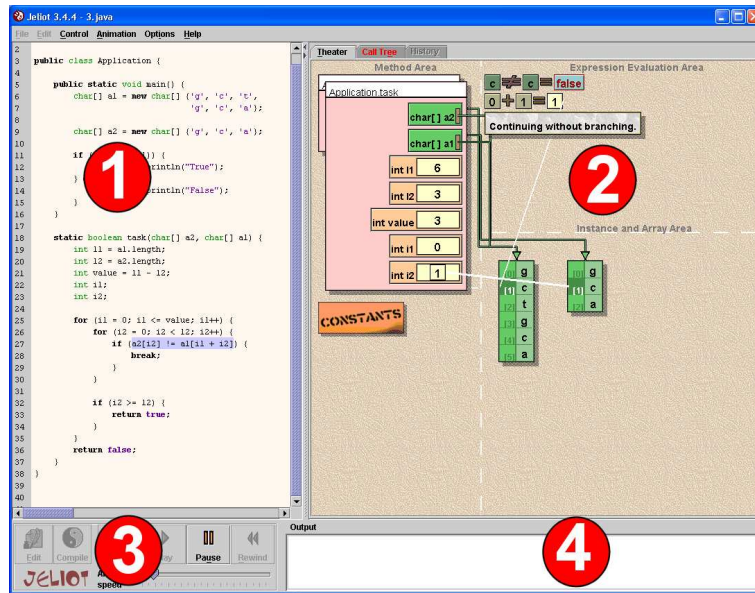 Jeliot 3.4.4 - 3.java
File Edit Control Animation Options Help
2
3 public class Application {
4
5 public static void main() {
6 char[] a1 = new char[] {'g', 'c', 't',
7 'g', 'c', 'a'};
8
9 char[] a2 = new char[] {'g', 'c', 'a'};
10
11 if )) {
12 println("True");
13 }
14 println("False");
15 }
16 }
17
18 static boolean task(char[] a2, char[] a1) {
19 int l1 = a1.length;
20 int l2 = a2.length;
21 int value = l1 - l2;
22 int i1;
23 int i2;
24
25 for (i1 = 0; i1 <= value; i1++) {
26 for (i2 = 0; i2 < l2; i2++) {
27 if (a2[i2] != a1[i1 + i2]) {
28 break;
29 }
30 }
31
32 if (i2 >= l2) {
33 return true;
34 }
35 }
36 return false;
37 }
38 }
39
40
1
Theater Call Tree History
Method Area
Application.task
char[] a2
char[] a1
int l1 6
int l2 3
int value 3
int i1 0
int i2 1
CONSTANTS
Expression Evaluation Area
c ≠ c = false
0 + 1 = 1
Continuing without branching.
2
Instance and Array Area
[0] g
[1] c
[2] t
[3] g
[4] c
[5] a
[0] g
[1] c
[2] a
Edit Compile Pause Rewind
3
JELIOT
speed
Output
4